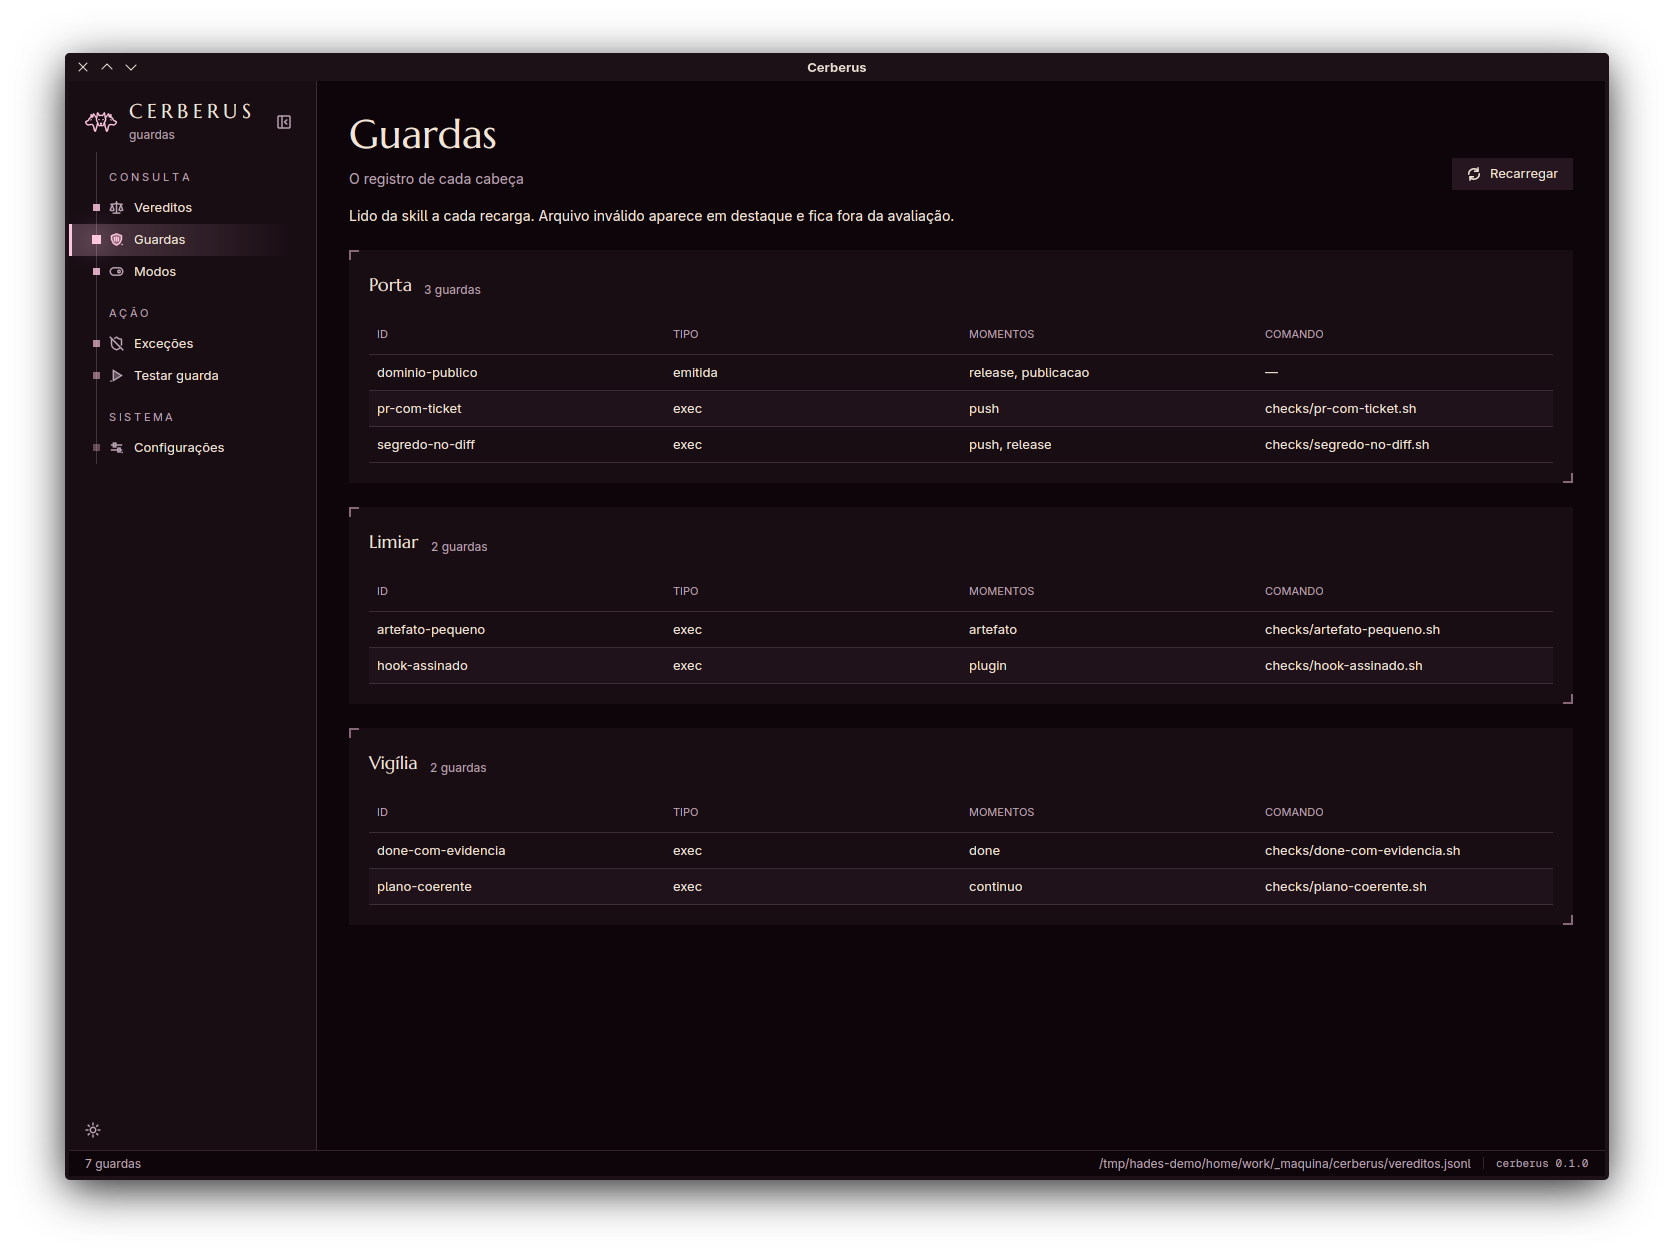 Cerberus
CERBERUS
guardas
CONSULTA
Vereditos
Guardas
Modos
AÇÃO
Exceções
Testar guarda
SISTEMA
Configurações
Guardas
O registro de cada cabeça
Recarregar
Lido da skill a cada recarga. Arquivo inválido aparece em destaque e fica fora da avaliação.
Porta 3 guardas
ID TIPO MOMENTOS COMANDO
dominio-publico emitida release, publicacao —
pr-com-ticket exec push checks/pr-com-ticket.sh
segredo-no-diff exec push, release checks/segredo-no-diff.sh
Limiar 2 guardas
ID TIPO MOMENTOS COMANDO
artefato-pequeno exec artefato checks/artefato-pequeno.sh
hook-assinado exec plugin checks/hook-assinado.sh
Vigília 2 guardas
ID TIPO MOMENTOS COMANDO
done-com-evidencia exec done checks/done-com-evidencia.sh
plano-coerente exec continuo checks/plano-coerente.sh
7 guardas
/tmp/hades-demo/home/work/_maquina/cerberus/vereditos.jsonl
cerberus 0.1.0